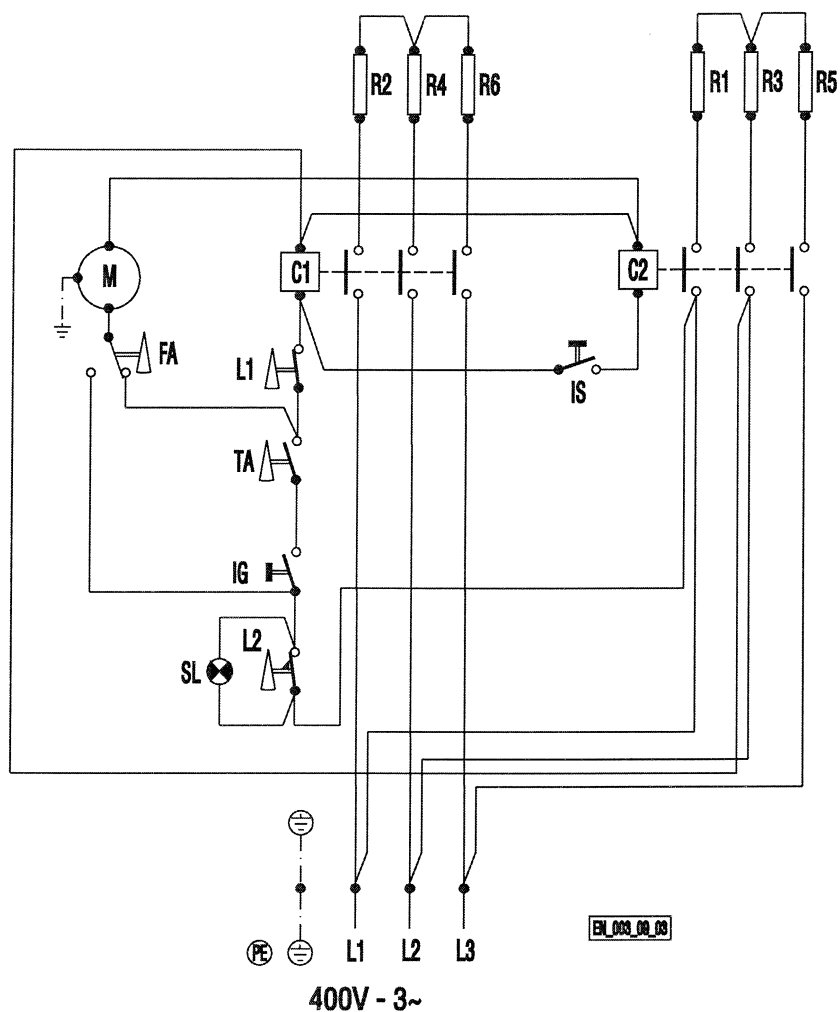 R2 R4 R6 R1 R3 R5
M C1 C2
FA
L1 IS
TA
IG
L2
SL
PE L1 L2 L3
EN_003_09_03
400V - 3~